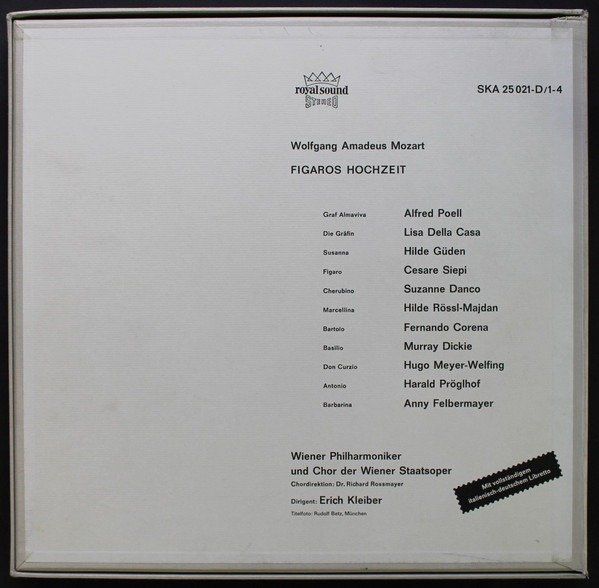 royal sound
STEREO
SKA 25 021-D/1-4
Wolfgang Amadeus Mozart
FIGAROS HOCHZEIT
Graf Almaviva Alfred Poell
Die Gräfin Lisa Della Casa
Susanna Hilde Güden
Figaro Cesare Siepi
Cherubino Suzanne Danco
Marcellina Hilde Rössl-Majdan
Bartolo Fernando Corena
Basilio Murray Dickie
Don Curzio Hugo Meyer-Welfing
Antonio Harald Pröglhof
Barbarina Anny Felbermayer
Wiener Philharmoniker
und Chor der Wiener Staatsoper
Chordirektion: Dr. Richard Rossmayer
Dirigent: Erich Kleiber
Titelfoto: Rudolf Betz, München
Mit vollständigem
italienisch-deutschem Libretto